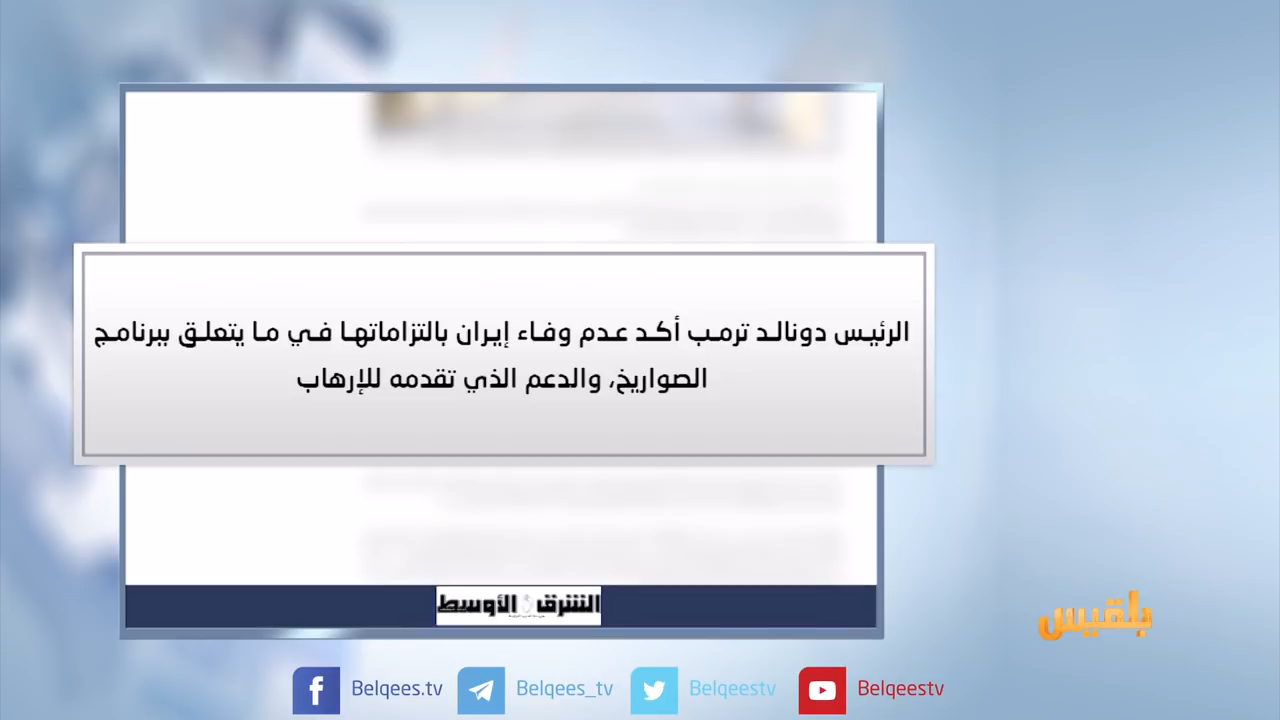 الرئيس دونالد ترمب أكد عدم وفاء إيران بالتزاماتها في ما يتعلق ببرنامج
الصواريخ، والدعم الذي تقدمه للإرهاب
الشرق الأوسط
بلقيس
Belqees.tv
Belqees_tv
Belqeestv
Belqeestv